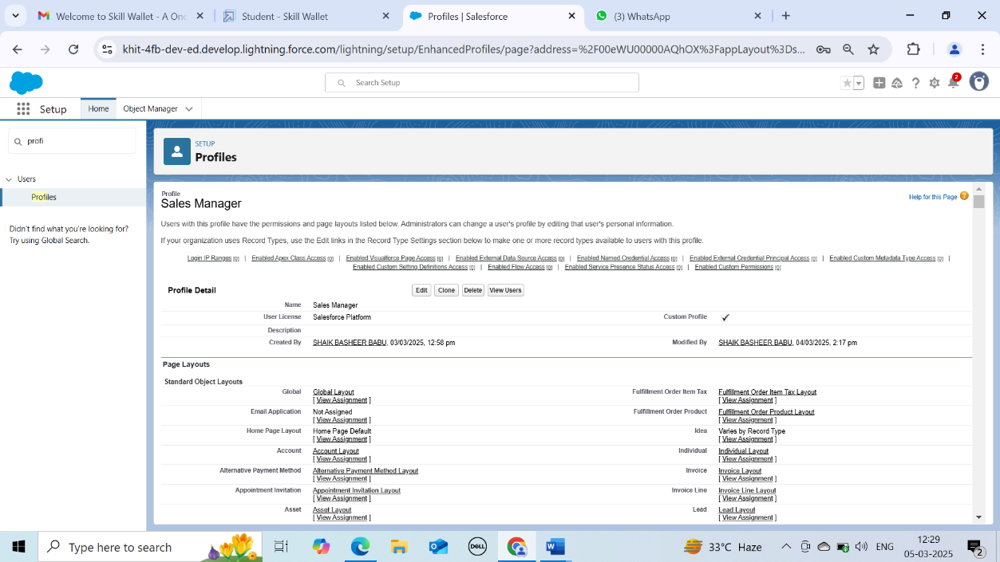 Welcome to Skill Wallet - A One
Student - Skill Wallet
Profiles | Salesforce
(3) WhatsApp
khit-4fb-dev-ed.develop.lightning.force.com/lightning/setup/EnhancedProfiles/page?address=%2F00eWU00000AQhOX%3FappLayout%3Ds...
Search Setup
2
Setup
Home
Object Manager
profi
Users
Profiles
Didn't find what you're looking for?
Try using Global Search.
SETUP
Profiles
Profile
Sales Manager
Help for this Page ?
Users with this profile have the permissions and page layouts listed below. Administrators can change a user's profile by editing that user's personal information.
If your organization uses Record Types, use the Edit links in the Record Type Settings section below to make one or more record types available to users with this profile.
Login IP Ranges [0] | Enabled Apex Class Access [0] | Enabled Visualforce Page Access [0] | Enabled External Data Source Access [0] | Enabled Named Credential Access [0] | Enabled External Credential Principal Access [0] | Enabled Custom Metadata Type Access [0] |
Enabled Custom Setting Definitions Access [0] | Enabled Flow Access [0] | Enabled Service Presence Status Access [0] | Enabled Custom Permissions [0]
Profile Detail
Edit Clone Delete View Users
Name Sales Manager
User License Salesforce Platform Custom Profile ✓
Description
Created By SHAIK BASHEER BABU, 03/03/2025, 12:58 pm Modified By SHAIK BASHEER BABU, 04/03/2025, 2:17 pm
Page Layouts
Standard Object Layouts
Global Global Layout Fulfillment Order Item Tax Fulfillment Order Item Tax Layout
[ View Assignment ] [ View Assignment ]
Email Application Not Assigned Fulfillment Order Product Fulfillment Order Product Layout
[ View Assignment ] [ View Assignment ]
Home Page Layout Home Page Default Idea Varies by Record Type
[ View Assignment ] [ View Assignment ]
Account Account Layout Individual Individual Layout
[ View Assignment ] [ View Assignment ]
Alternative Payment Method Alternative Payment Method Layout Invoice Invoice Layout
[ View Assignment ] [ View Assignment ]
Appointment Invitation Appointment Invitation Layout Invoice Line Invoice Line Layout
[ View Assignment ] [ View Assignment ]
Asset Asset Layout Lead Lead Layout
[ View Assignment ] [ View Assignment ]
Type here to search
DELL
33°C Haze
ENG
12:29
05-03-2025
2